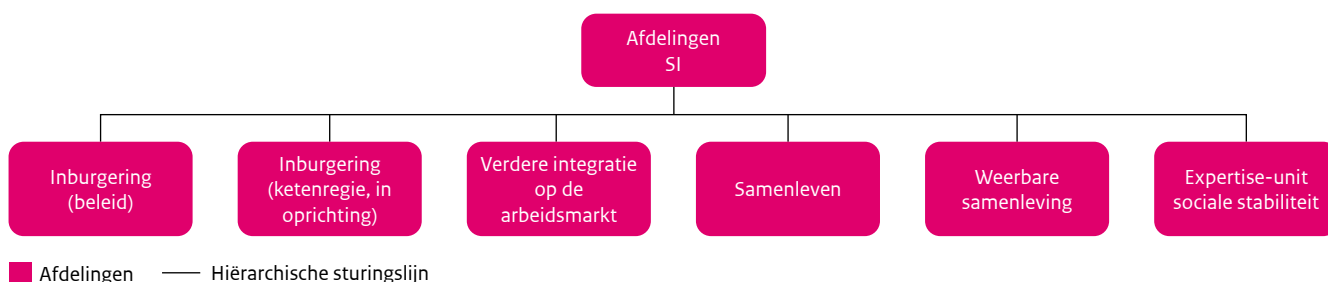 Afdelingen
SI
Inburgering
(beleid)
Inburgering
(ketenregie, in
oprichting)
Verdere integratie
op de
arbeidsmarkt
Samenleven
Weerbare
samenleving
Expertise-unit
sociale stabiliteit
Afdelingen
Hiërarchische sturingslijn